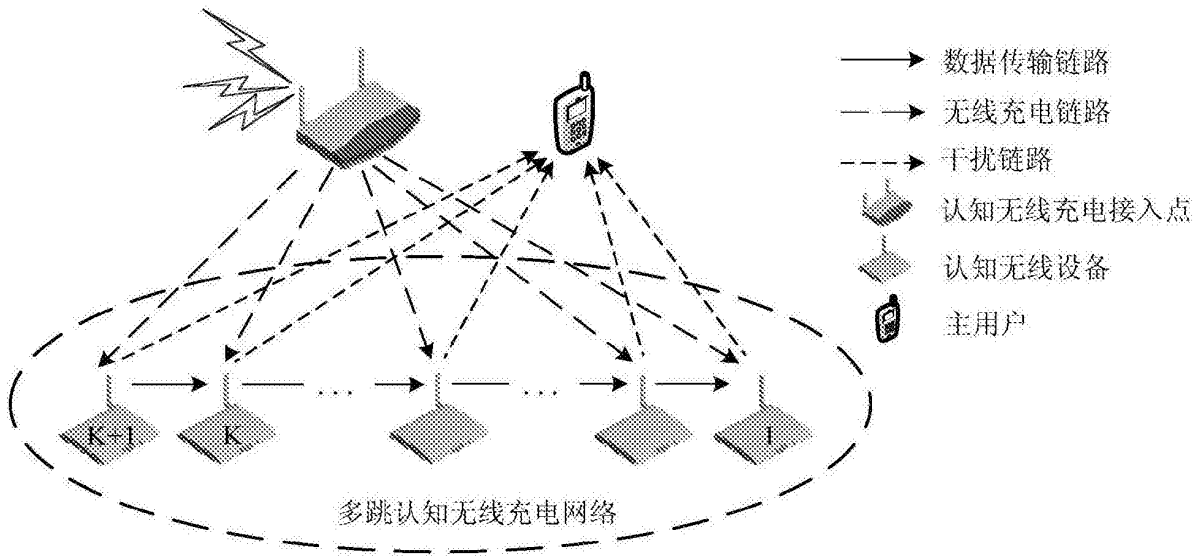 数据传输链路
无线充电链路
干扰链路
认知无线充电接入点
认知无线设备
主用户
... ...
K+1 K 1
多跳认知无线充电网络